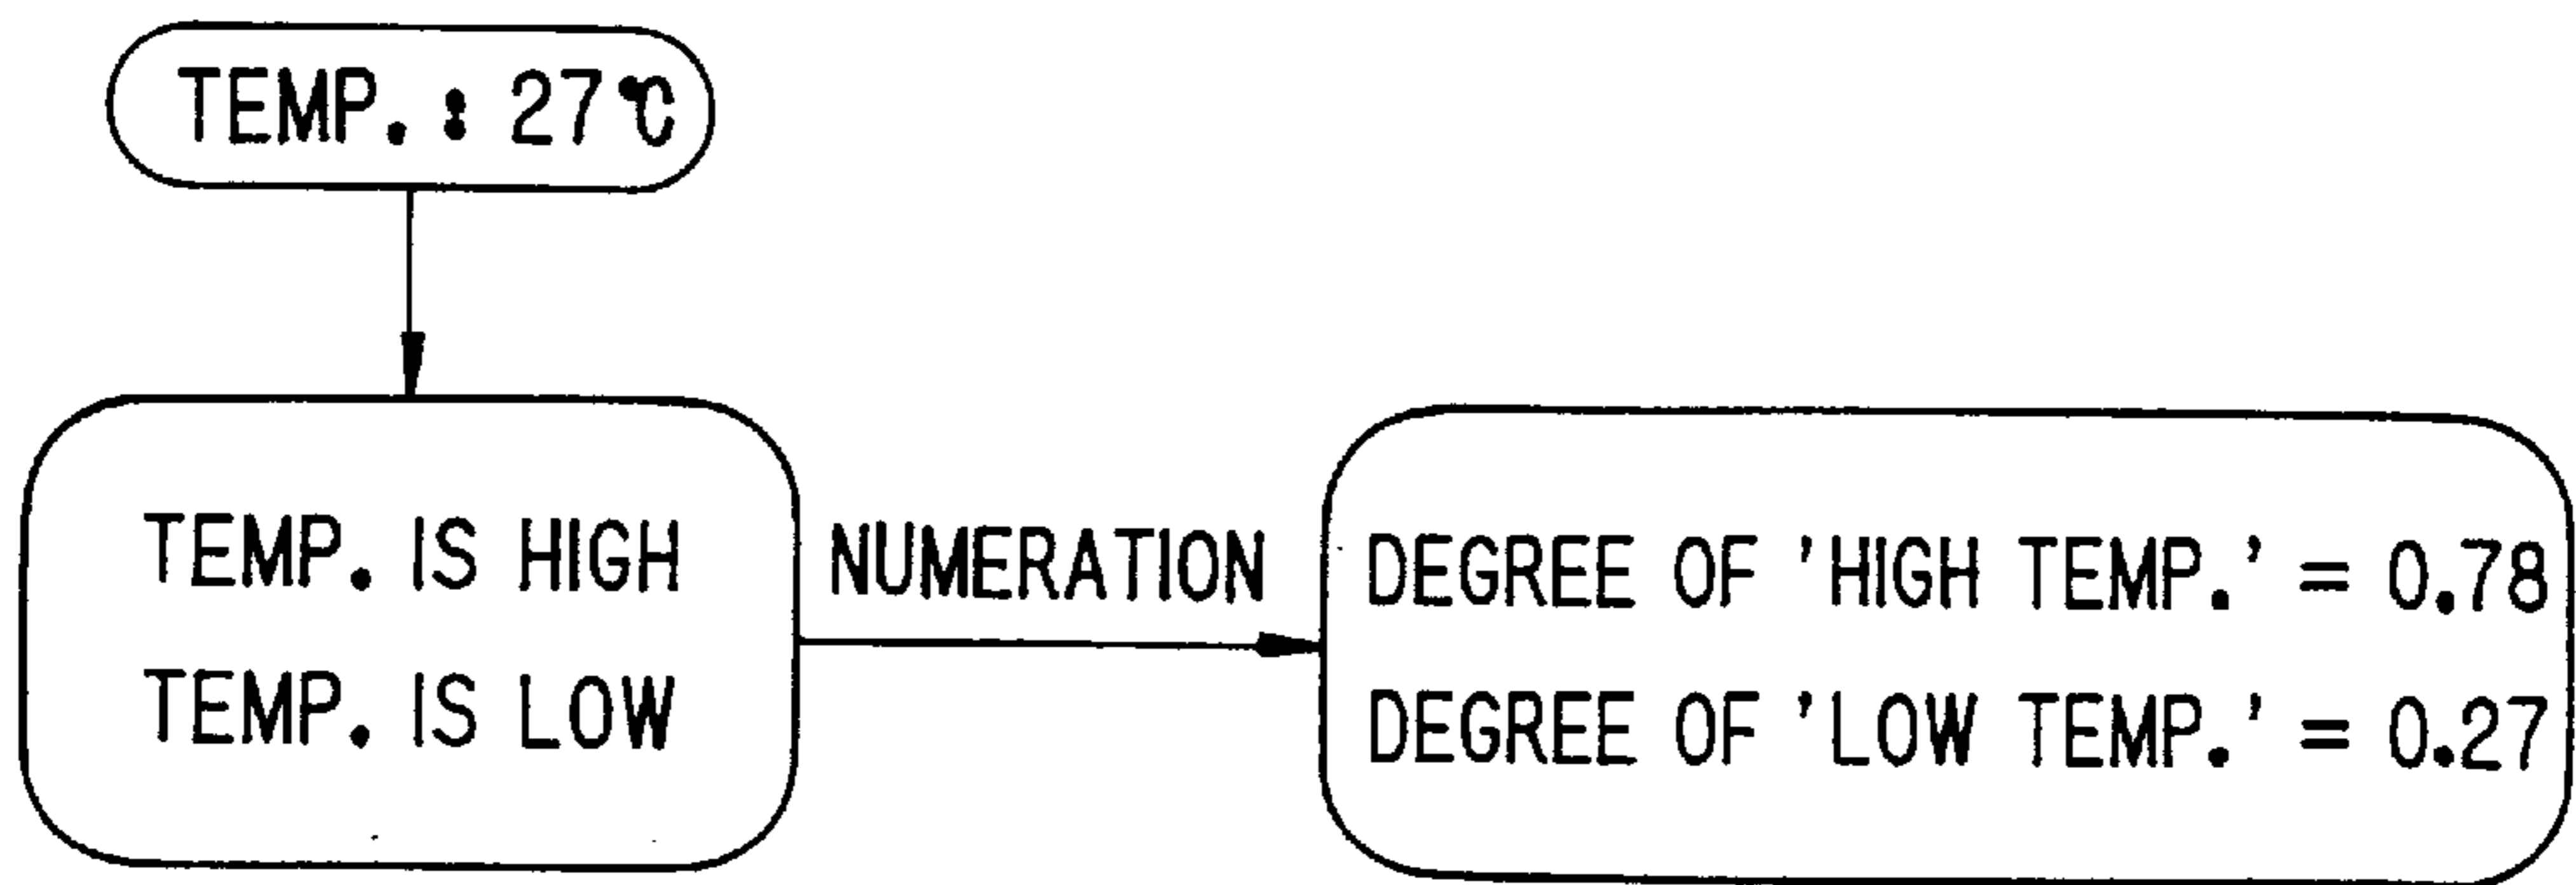 TEMP. : 27℃
TEMP. IS HIGH
TEMP. IS LOW
NUMERATION
DEGREE OF 'HIGH TEMP.' = 0.78
DEGREE OF 'LOW TEMP.' = 0.27